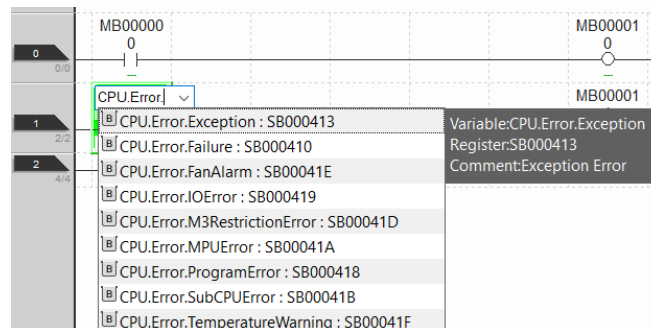 MB00000 MB00001
0 0
0
0/0
CPU.Error. MB00001
1
2/2
2
4/4
B CPU.Error.Exception : SB000413
B CPU.Error.Failure : SB000410
B CPU.Error.FanAlarm : SB00041E
B CPU.Error.IOError : SB000419
B CPU.Error.M3RestrictionError : SB00041D
B CPU.Error.MPUError : SB00041A
B CPU.Error.ProgramError : SB000418
B CPU.Error.SubCPUError : SB00041B
B CPU.Error.TemperatureWarning : SB00041F
Variable:CPU.Error.Exception
Register:SB000413
Comment:Exception Error